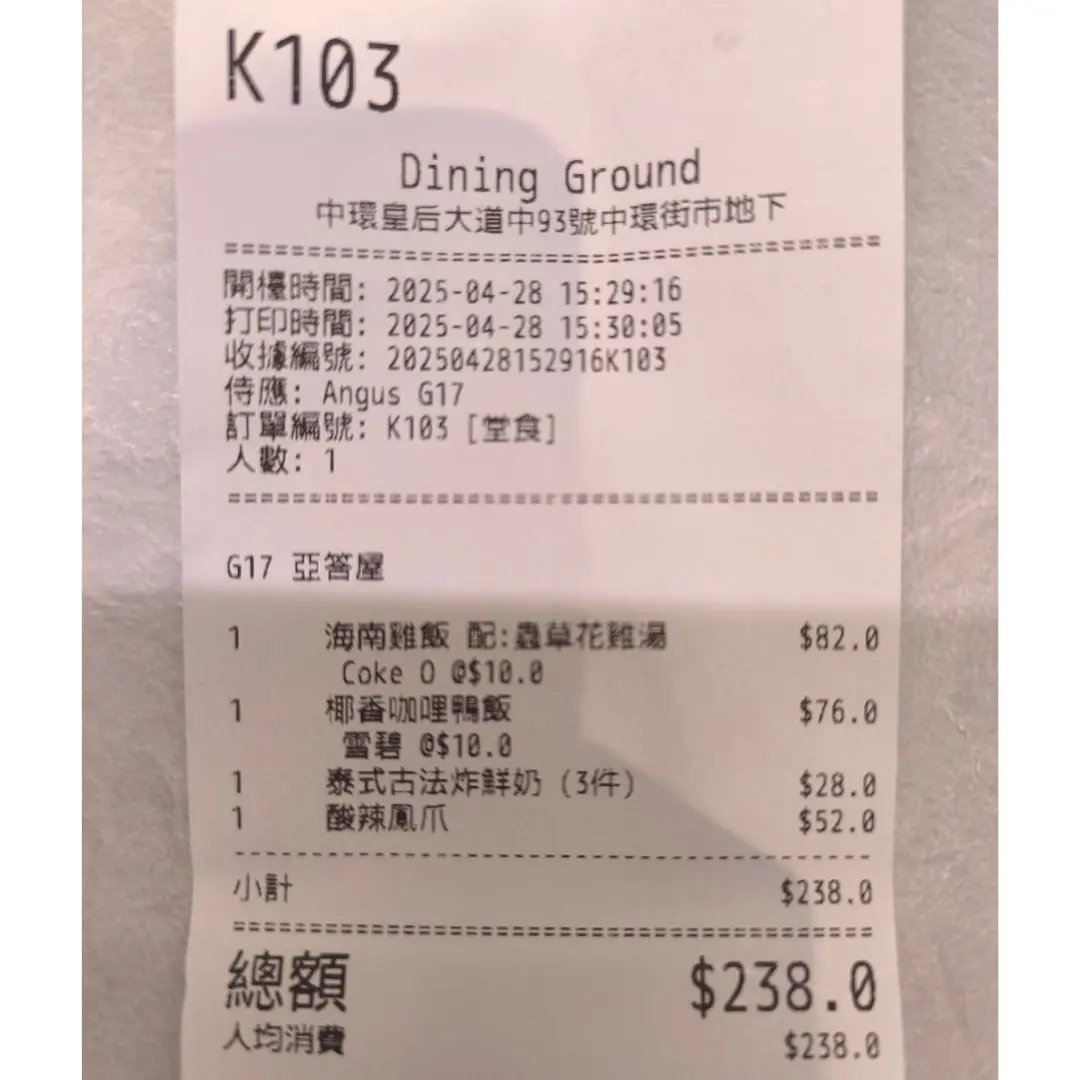 K103
Dining Ground
中環皇后大道中93號中環街市地下
================================================
開檯時間: 2025-04-28 15:29:16
打印時間: 2025-04-28 15:30:05
收據編號: 20250428152916K103
侍應: Angus G17
訂單編號: K103 [堂食]
人數: 1
================================================
G17 亞答屋
1 海南雞飯 配:蟲草花雞湯 $82.0
Coke 0 @$10.0
1 椰香咖哩鴨飯 $76.0
雪碧 @$10.0
1 泰式古法炸鮮奶 (3件) $28.0
1 酸辣鳳爪 $52.0
------------------------------------------------
小計 $238.0
================================================
總額 $238.0
人均消費 $238.0